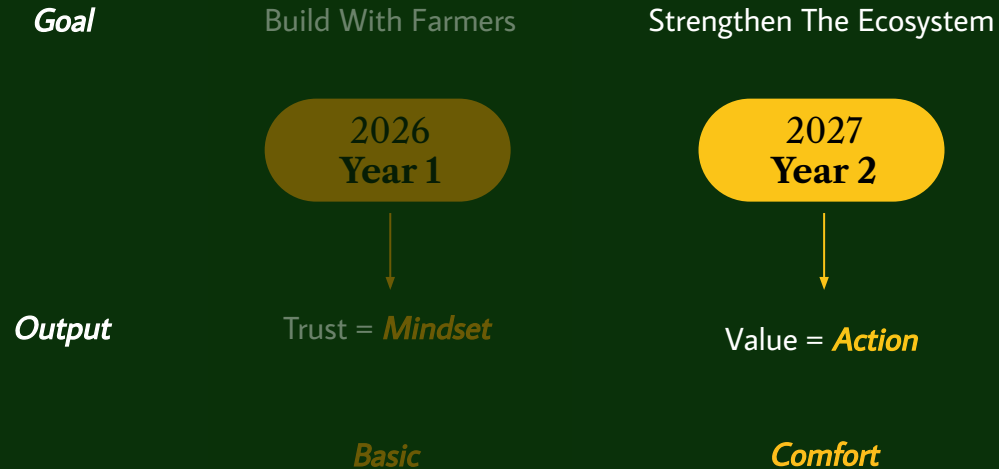 Goal
Build With Farmers
Strengthen The Ecosystem
2026
Year 1
2027
Year 2
Output
Trust = Mindset
Value = Action
Basic
Comfort